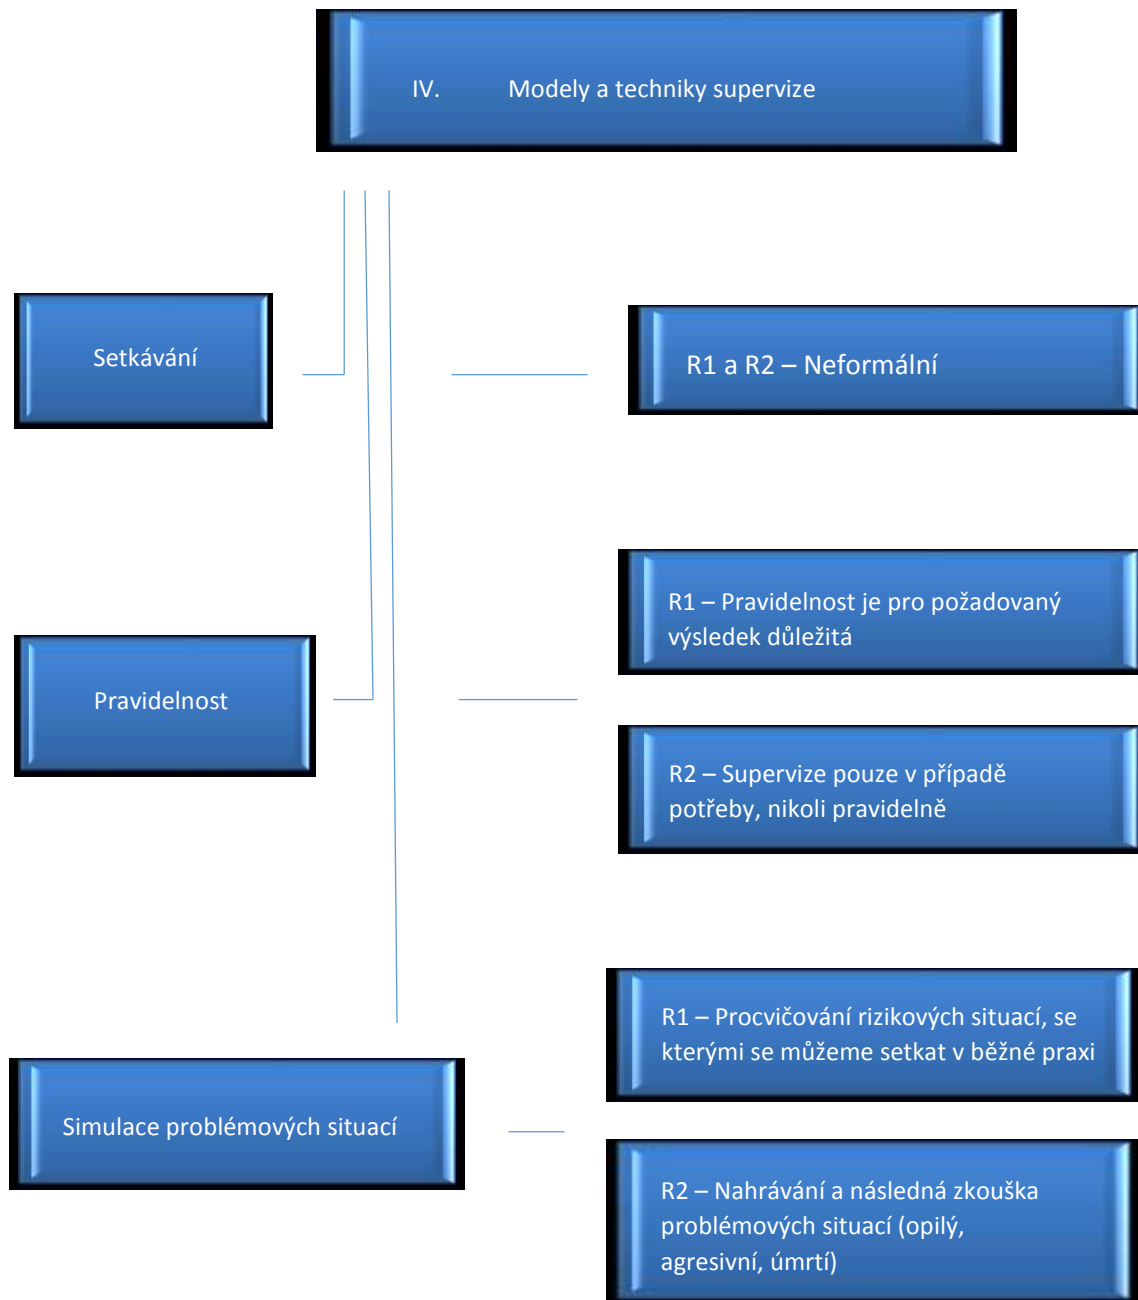 IV. Modely a techniky supervize
Setkávání
R1 a R2 – Neformální
R1 – Pravidelnost je pro požadovaný
výsledek důležitá
Pravidelnost
R2 – Supervize pouze v případě
potřeby, nikoli pravidelně
R1 – Procvičování rizikových situací, se
kterými se můžeme setkat v běžné praxi
Simulace problémových situací
R2 – Nahrávání a následná zkouška
problémových situací (opilý,
agresivní, úmrtí)